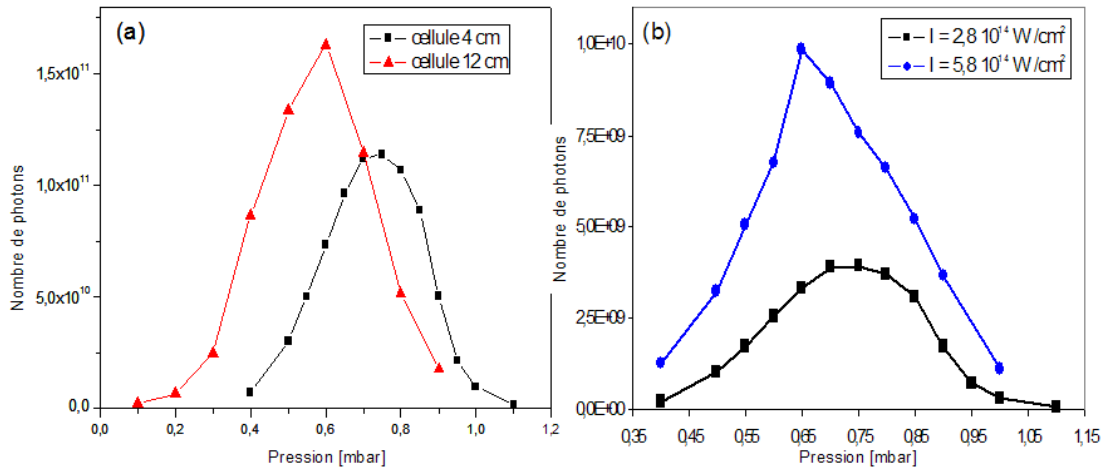 (a)
cellule 4 cm
cellule 12 cm
1,5x10¹¹
1,0x10¹¹
5,0x10¹⁰
0,0
0,0 0,2 0,4 0,6 0,8 1,0 1,2
Pression [mbar]
Nombre de photons
(b)
I = 2,8 10¹⁴ W/cm²
I = 5,8 10¹⁴ W/cm²
1,0E+10
7,5E+09
5,0E+09
2,5E+09
0,0E+00
0,35 0,45 0,55 0,65 0,75 0,85 0,95 1,05 1,15
Pression [mbar]
Nombre de photons